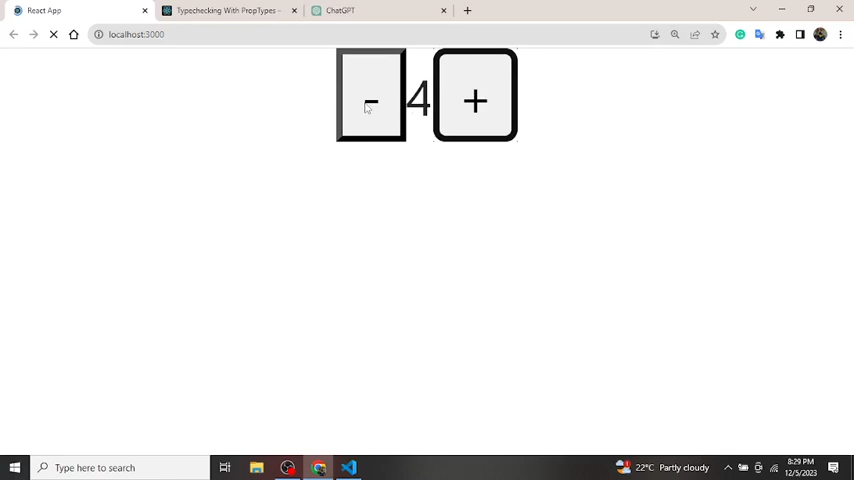 React App
Typechecking With PropTypes –
ChatGPT
localhost:3000
- 4 +
Type here to search
22°C Partly cloudy
8:29 PM
12/5/2023